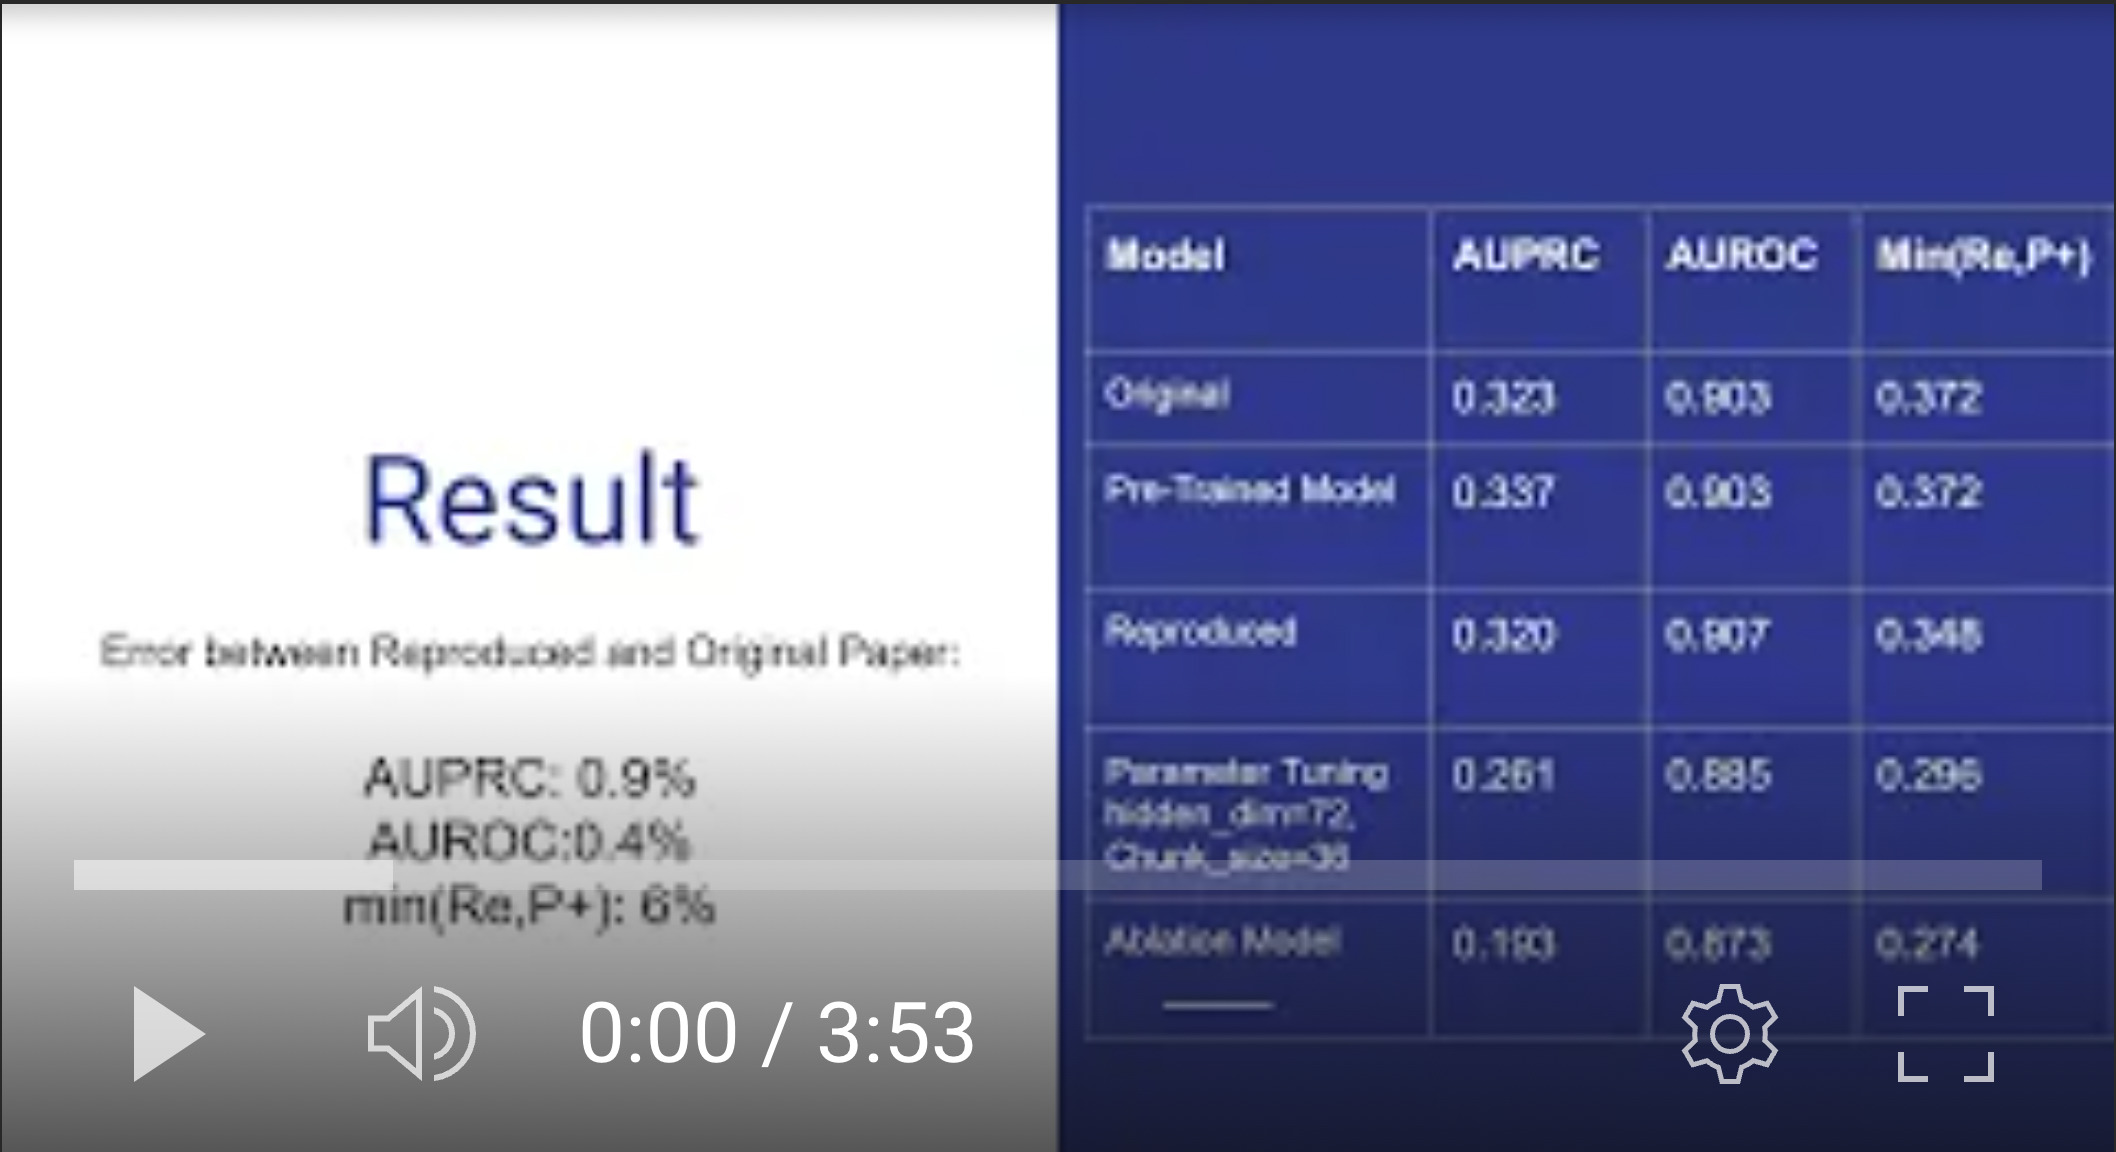 Result
Error between Reproduced and Original Paper:
AUPRC: 0.9%
AUROC:0.4%
min(Re,P+): 6%
Model AUPRC AUROC Min(Re,P+)
Original 0.323 0.903 0.372
Pre-Trained Model 0.337 0.903 0.372
Reproduced 0.320 0.907 0.348
Parameter Tuning 0.261 0.885 0.296
hidden_dim=72,
Chunk_size=36
Ablation Model 0.193 0.873 0.274
0:00 / 3:53